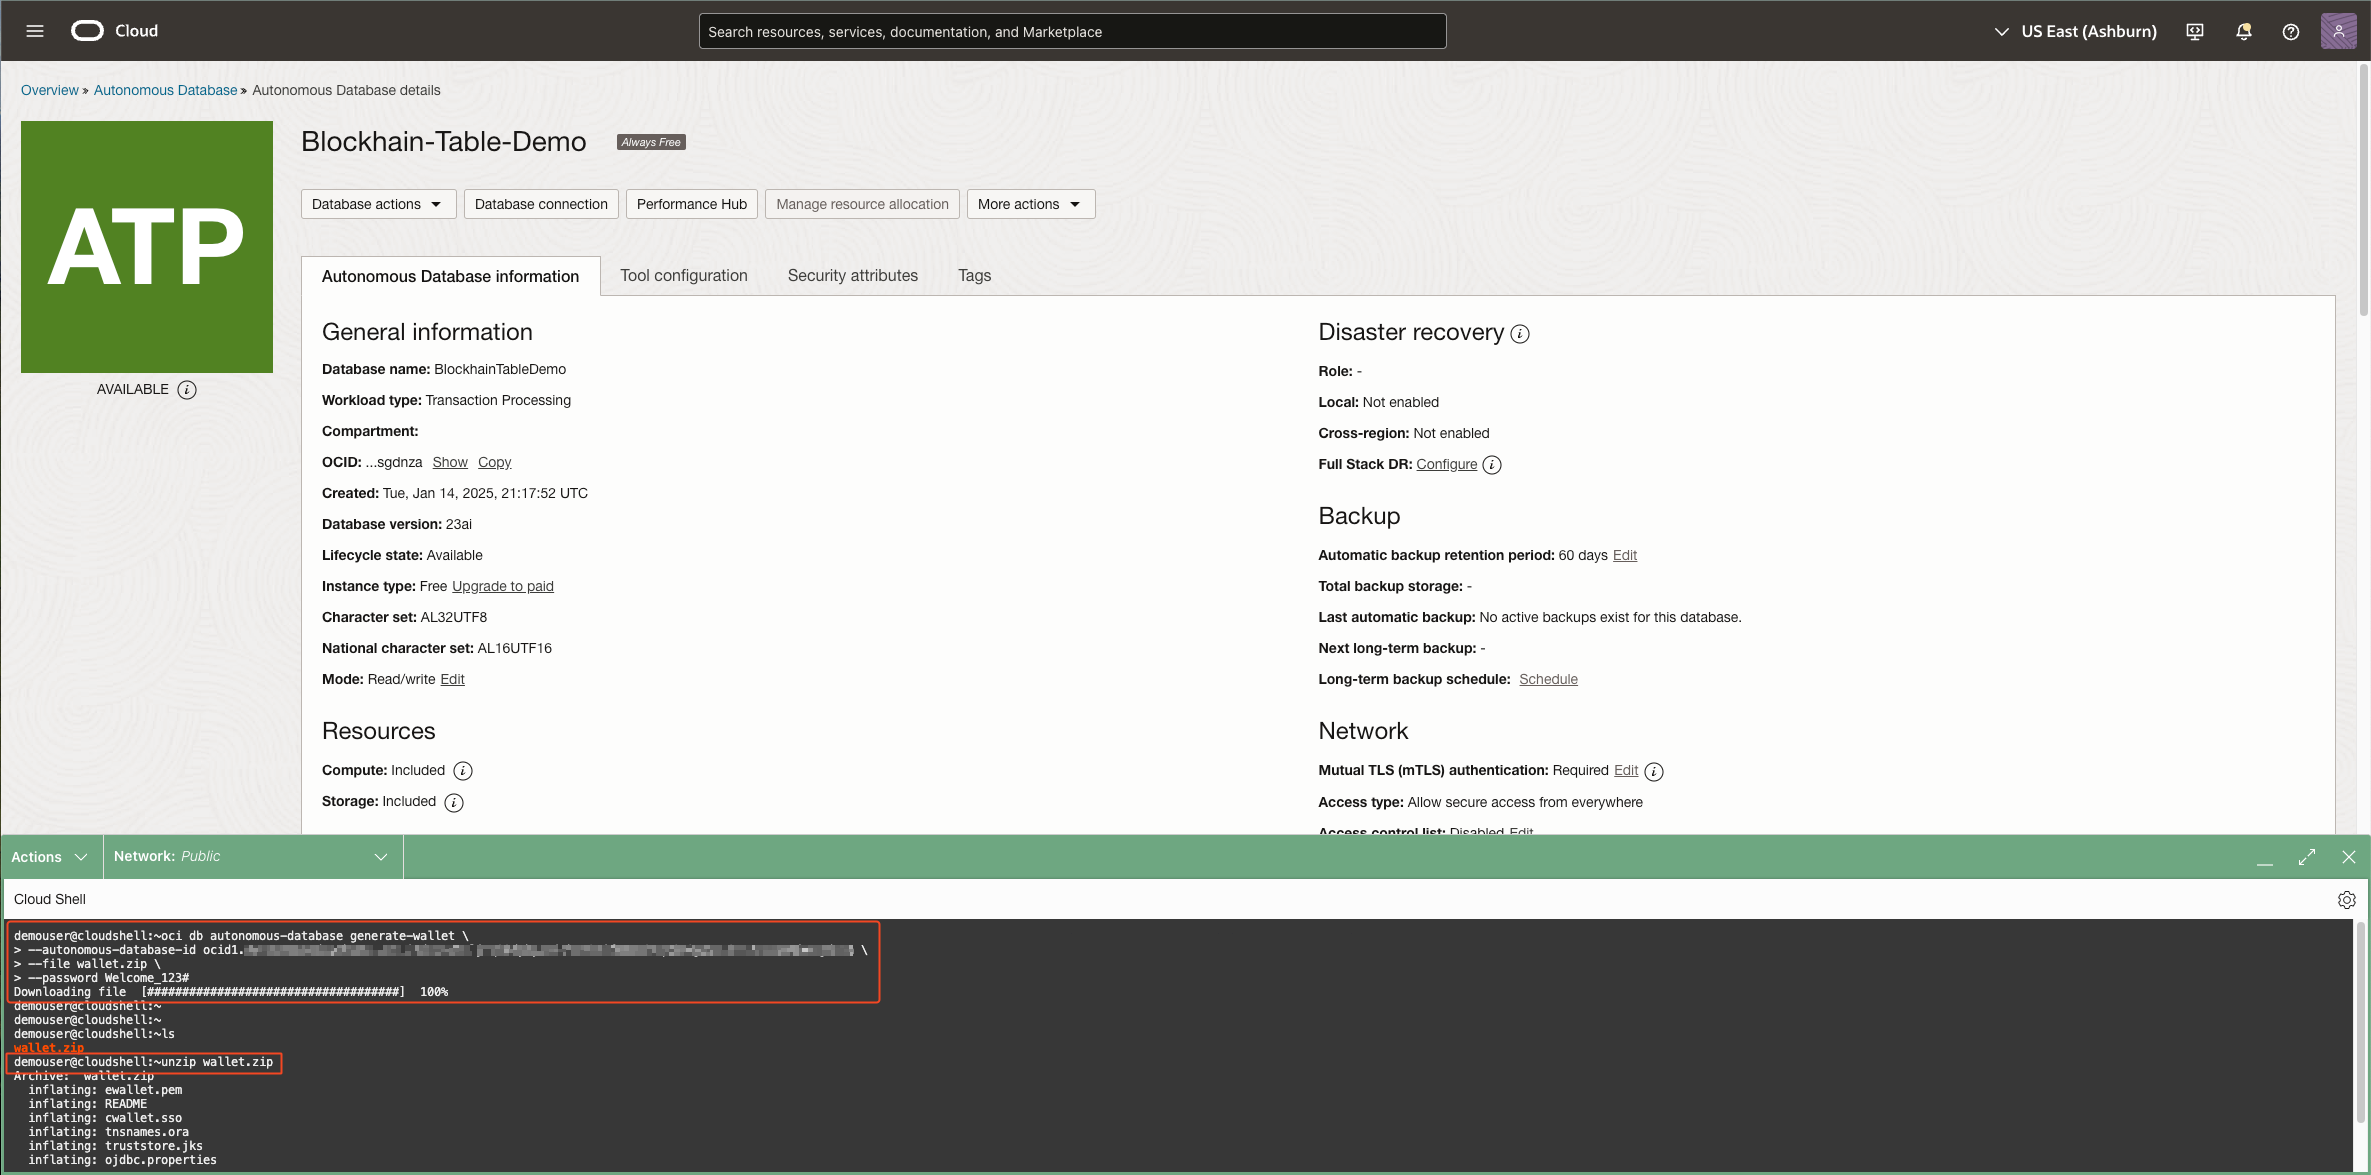 Cloud
Search resources, services, documentation, and Marketplace
US East (Ashburn)
Overview » Autonomous Database » Autonomous Database details
ATP
AVAILABLE
Blockhain-Table-Demo
Always Free
Database actions
Database connection
Performance Hub
Manage resource allocation
More actions
Autonomous Database information
Tool configuration
Security attributes
Tags
General information
Database name: BlockhainTableDemo
Workload type: Transaction Processing
Compartment:
OCID: ...sgdnza Show Copy
Created: Tue, Jan 14, 2025, 21:17:52 UTC
Database version: 23ai
Lifecycle state: Available
Instance type: Free Upgrade to paid
Character set: AL32UTF8
National character set: AL16UTF16
Mode: Read/write Edit
Resources
Compute: Included
Storage: Included
Disaster recovery
Role: -
Local: Not enabled
Cross-region: Not enabled
Full Stack DR: Configure
Backup
Automatic backup retention period: 60 days Edit
Total backup storage: -
Last automatic backup: No active backups exist for this database.
Next long-term backup: -
Long-term backup schedule: Schedule
Network
Mutual TLS (mTLS) authentication: Required Edit
Access type: Allow secure access from everywhere
Access control list: Disabled Edit
Actions
Network: Public
Cloud Shell
demouser@cloudshell:~oci db autonomous-database generate-wallet \
> --autonomous-database-id ocid1. \
> --file wallet.zip \
> --password Welcome_123#
Downloading file  [####################################]  100%
demouser@cloudshell:~
demouser@cloudshell:~
demouser@cloudshell:~ls
wallet.zip
demouser@cloudshell:~unzip wallet.zip
Archive:  wallet.zip
inflating: ewallet.pem
inflating: README
inflating: cwallet.sso
inflating: tnsnames.ora
inflating: truststore.jks
inflating: ojdbc.properties